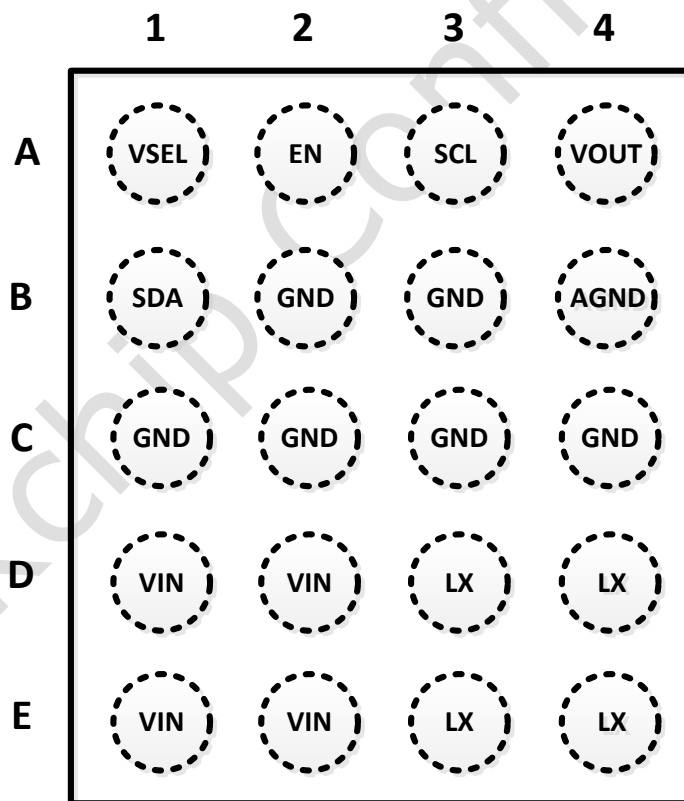 1 2 3 4
A VSEL EN SCL VOUT
B SDA GND GND AGND
C GND GND GND GND
D VIN VIN LX LX
E VIN VIN LX LX